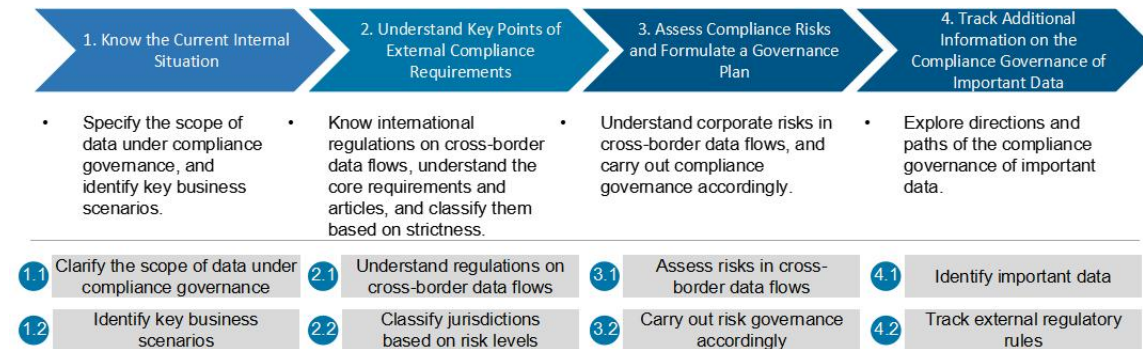 1. Know the Current Internal
Situation
2. Understand Key Points of
External Compliance
Requirements
3. Assess Compliance Risks
and Formulate a Governance
Plan
4. Track Additional
Information on the
Compliance Governance of
Important Data
• Specify the scope of
data under compliance
governance, and
identify key business
scenarios.
• Know international
regulations on cross-border
data flows, understand the
core requirements and
articles, and classify them
based on strictness.
• Understand corporate risks in
cross-border data flows, and
carry out compliance
governance accordingly.
• Explore directions and
paths of the compliance
governance of important
data.
1.1 Clarify the scope of data under
compliance governance
2.1 Understand regulations on
cross-border data flows
3.1 Assess risks in cross-
border data flows
4.1 Identify important data
1.2 Identify key business
scenarios
2.2 Classify jurisdictions
based on risk levels
3.2 Carry out risk governance
accordingly
4.2 Track external regulatory
rules